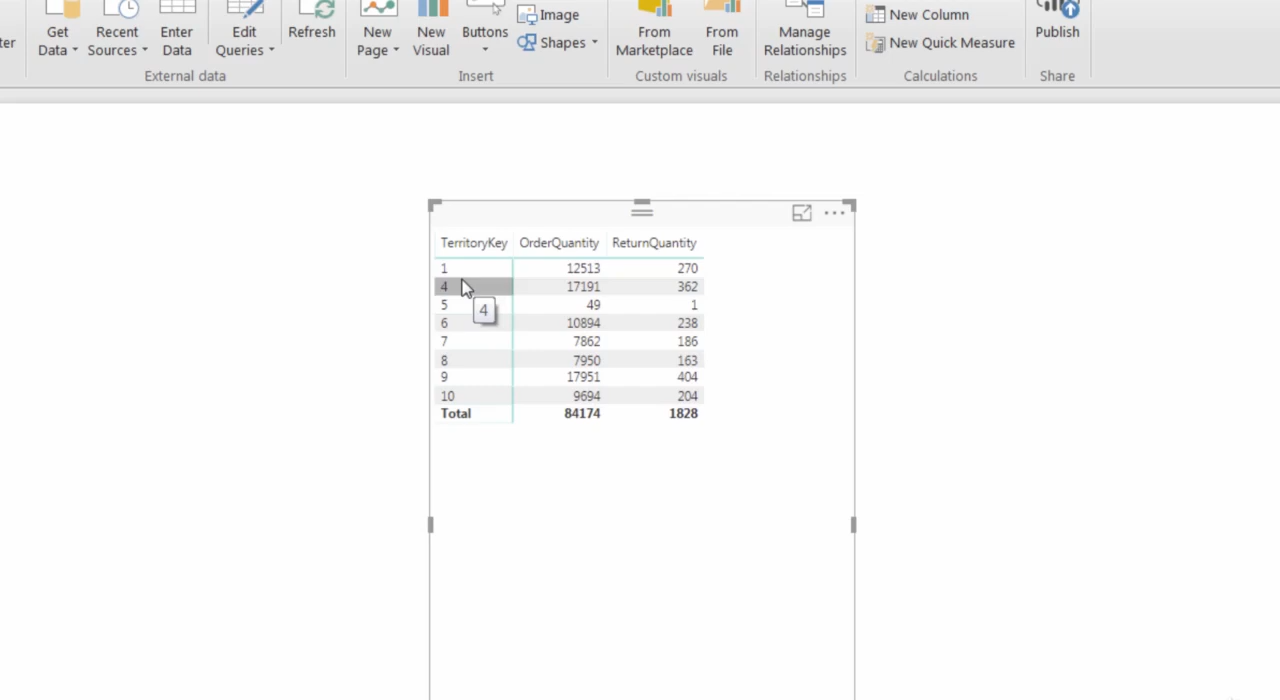 ter
Get Data
Recent Sources
Enter Data
Edit Queries
Refresh
External data
New Page
New Visual
Buttons
Image
Shapes
Insert
From Marketplace
From File
Custom visuals
Manage Relationships
Relationships
New Column
New Quick Measure
Calculations
Publish
Share
TerritoryKey OrderQuantity ReturnQuantity
1 12513 270
4 17191 362
5 49 1
4
6 10894 238
7 7862 186
8 7950 163
9 17951 404
10 9694 204
Total 84174 1828